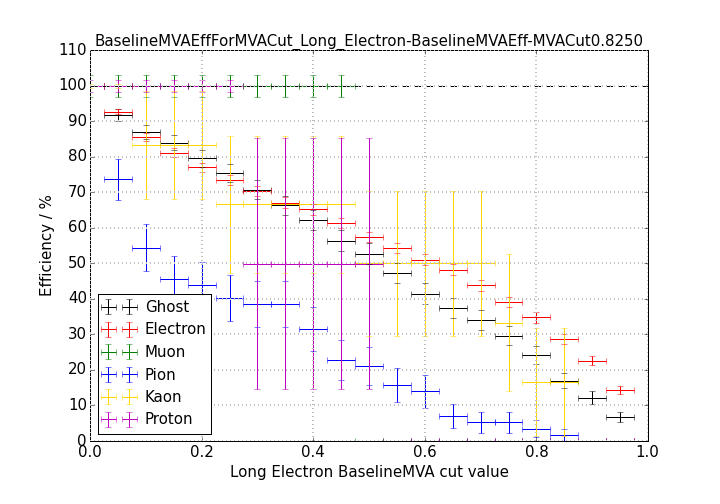 BaselineMVAEffForMVACut_Long_Electron-BaselineMVAEff-MVACut0.8250
110
100
90
80
70
60
50
40
30
20
10
0
Efficiency / %
Ghost
Electron
Muon
Pion
Kaon
Proton
0.0 0.2 0.4 0.6 0.8 1.0
Long Electron BaselineMVA cut value